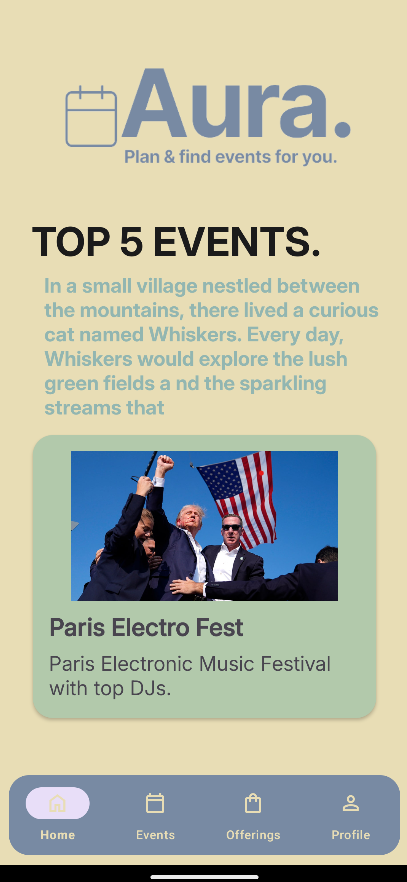 Aura.
Plan & find events for you.
TOP 5 EVENTS.
In a small village nestled between
the mountains, there lived a curious
cat named Whiskers. Every day,
Whiskers would explore the lush
green fields a nd the sparkling
streams that
Paris Electro Fest
Paris Electronic Music Festival
with top DJs.
Home Events Offerings Profile